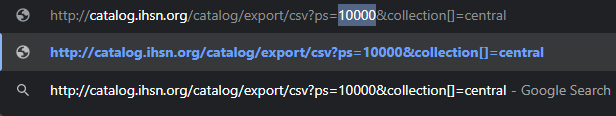 http://catalog.ihsn.org/catalog/export/csv?ps=10000&collection[]=central
http://catalog.ihsn.org/catalog/export/csv?ps=10000&collection[]=central
http://catalog.ihsn.org/catalog/export/csv?ps=10000&collection[]=central - Google Search